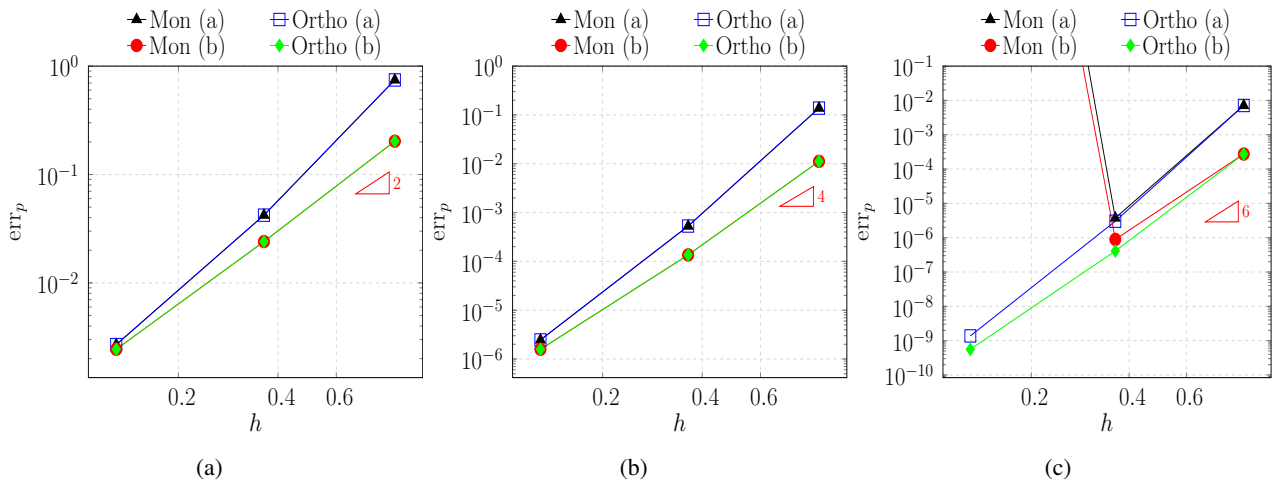 Mon (a) Ortho (a)
Mon (b) Ortho (b)
10^0
10^-1
10^-2
err_p
2
0.2 0.4 0.6
h
(a)
Mon (a) Ortho (a)
Mon (b) Ortho (b)
10^0
10^-1
10^-2
10^-3
10^-4
10^-5
10^-6
err_p
4
0.2 0.4 0.6
h
(b)
Mon (a) Ortho (a)
Mon (b) Ortho (b)
10^-1
10^-2
10^-3
10^-4
10^-5
10^-6
10^-7
10^-8
10^-9
10^-10
err_p
6
0.2 0.4 0.6
h
(c)